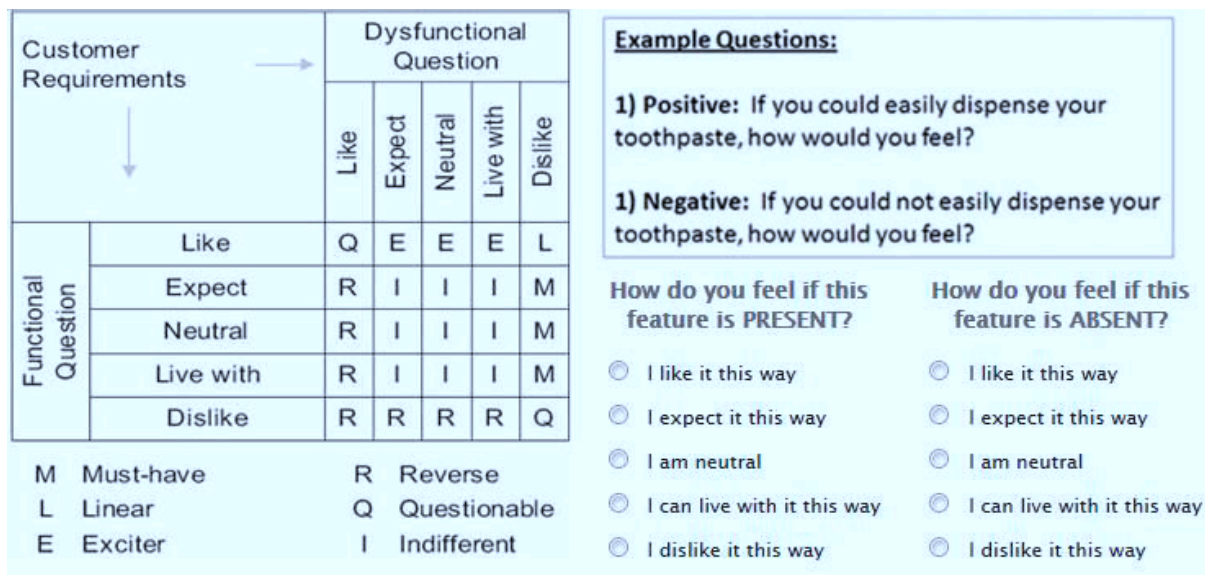 Customer
Requirements
Dysfunctional
Question
Like
Expect
Neutral
Live with
Dislike
Functional
Question
Like Q E E E L
Expect R I I I M
Neutral R I I I M
Live with R I I I M
Dislike R R R R Q
M Must-have R Reverse
L Linear Q Questionable
E Exciter I Indifferent
Example Questions:
1) Positive: If you could easily dispense your
toothpaste, how would you feel?
1) Negative: If you could not easily dispense your
toothpaste, how would you feel?
How do you feel if this
feature is PRESENT?
I like it this way
I expect it this way
I am neutral
I can live with it this way
I dislike it this way
How do you feel if this
feature is ABSENT?
I like it this way
I expect it this way
I am neutral
I can live with it this way
I dislike it this way